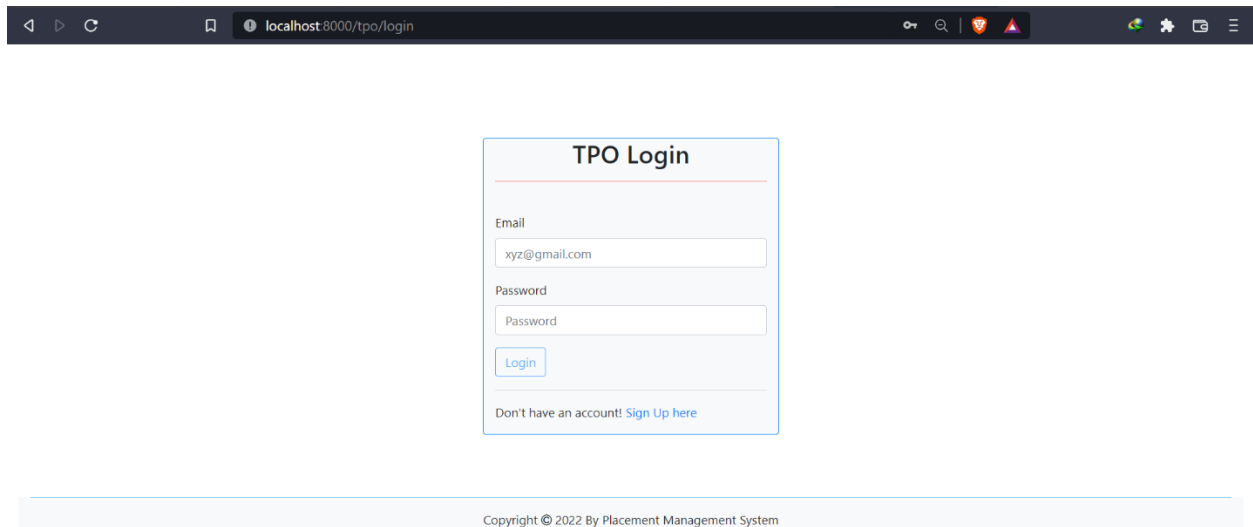 localhost:8000/tpo/login
TPO Login
Email
xyz@gmail.com
Password
Password
Login
Don't have an account! Sign Up here
Copyright © 2022 By Placement Management System